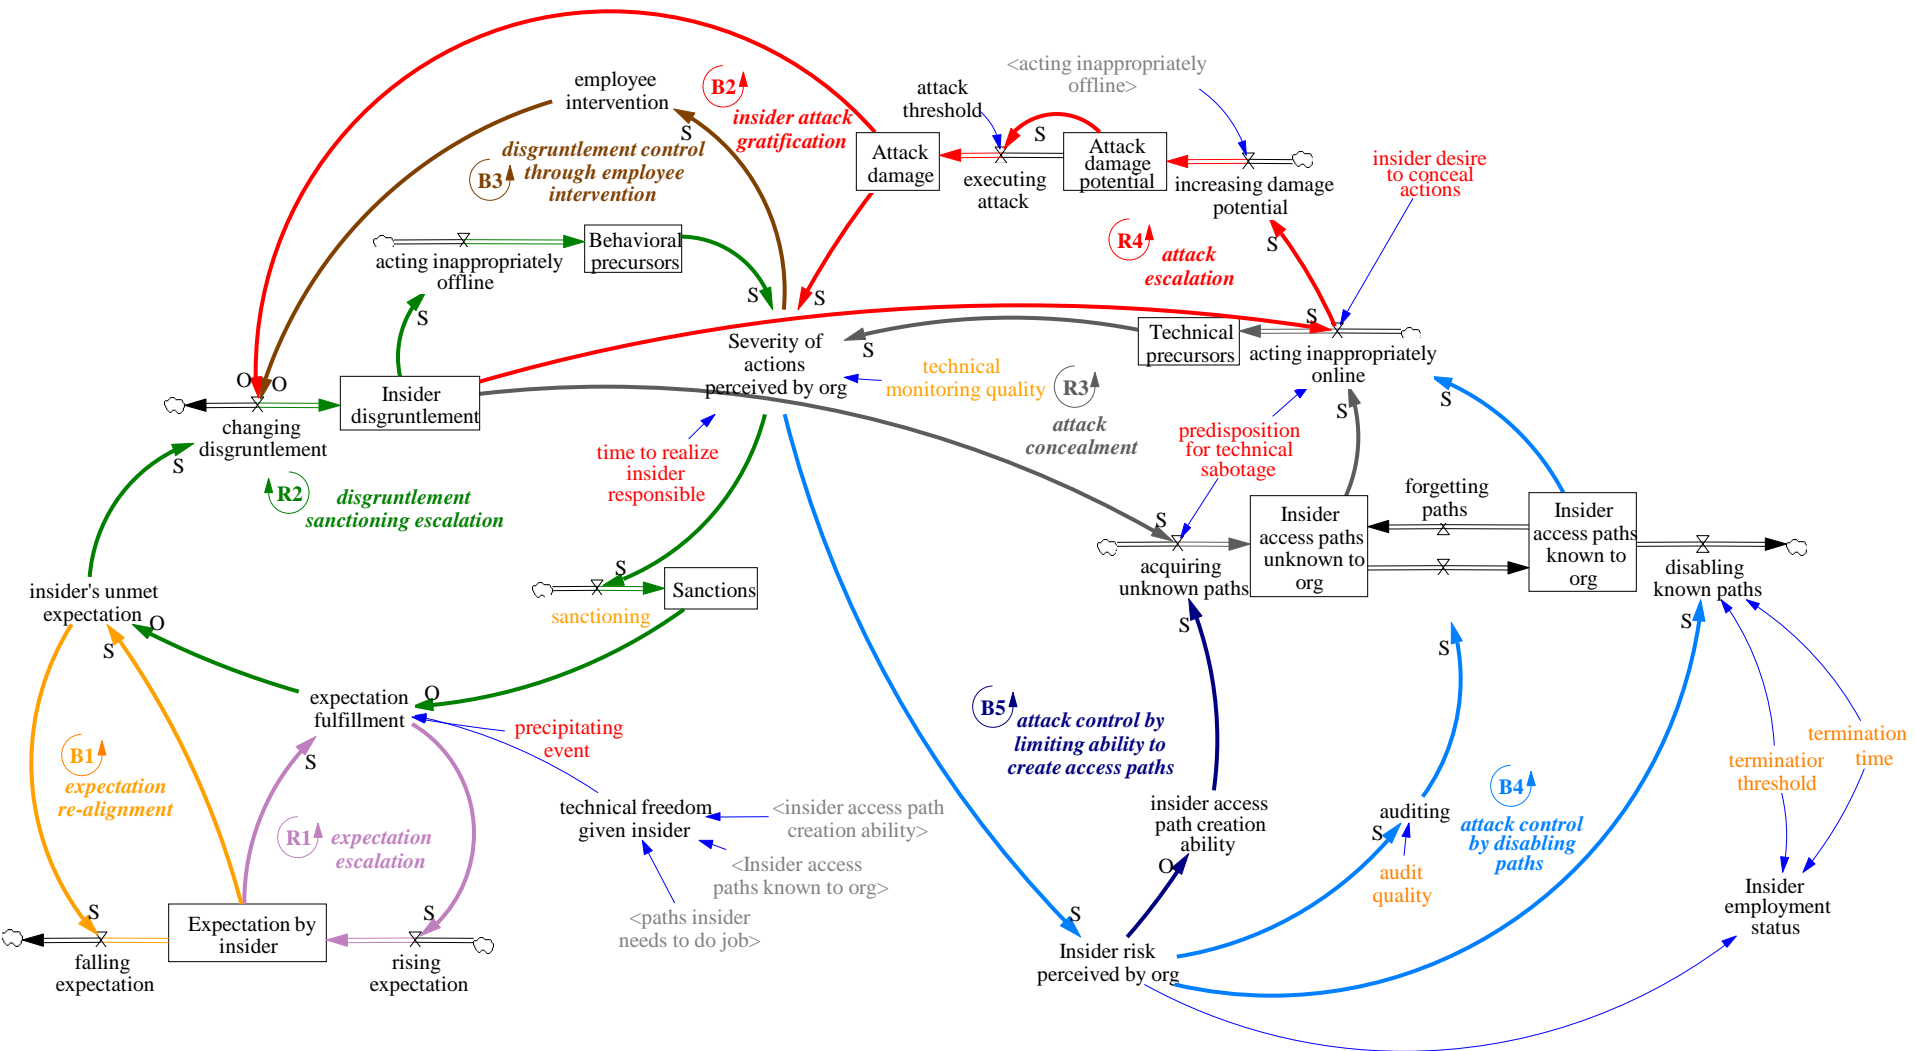 employee
intervention
B2
insider attack
gratification
attack
threshold
<acting inappropriately
offline>
S
S
disgruntlement control
through employee
intervention
B3
Attack
damage
executing
attack
Attack
damage
potential
increasing damage
potential
insider desire
to conceal
actions
acting inappropriately
offline
Behavioral
precursors
R4
attack
escalation
S
S
S
S
S
Severity of
actions
perceived by org
S
Technical
precursors
S
acting inappropriately
online
technical
monitoring quality
R3
attack
concealment
O
O
Insider
disgruntlement
changing
disgruntlement
S
S
S
R2
disgruntlement
sanctioning escalation
time to realize
insider
responsible
predisposition
for technical
sabotage
forgetting
paths
S
acquiring
unknown paths
Insider
access paths
unknown to
org
Insider
access paths
known to
org
disabling
known paths
insider's unmet
expectation
S
sanctioning
Sanctions
O
S
S
S
S
expectation
fulfillment
O
precipitating
event
B5
attack control by
limiting ability to
create access paths
termination
time
termination
threshold
B1
expectation
re-alignment
S
R1
expectation
escalation
technical freedom
given insider
<insider access path
creation ability>
<Insider access
paths known to org>
<paths insider
needs to do job>
insider access
path creation
ability
auditing
S
B4
attack control
by disabling
paths
audit
quality
O
S
S
S
Expectation by
insider
falling
expectation
rising
expectation
Insider risk
perceived by org
Insider
employment
status